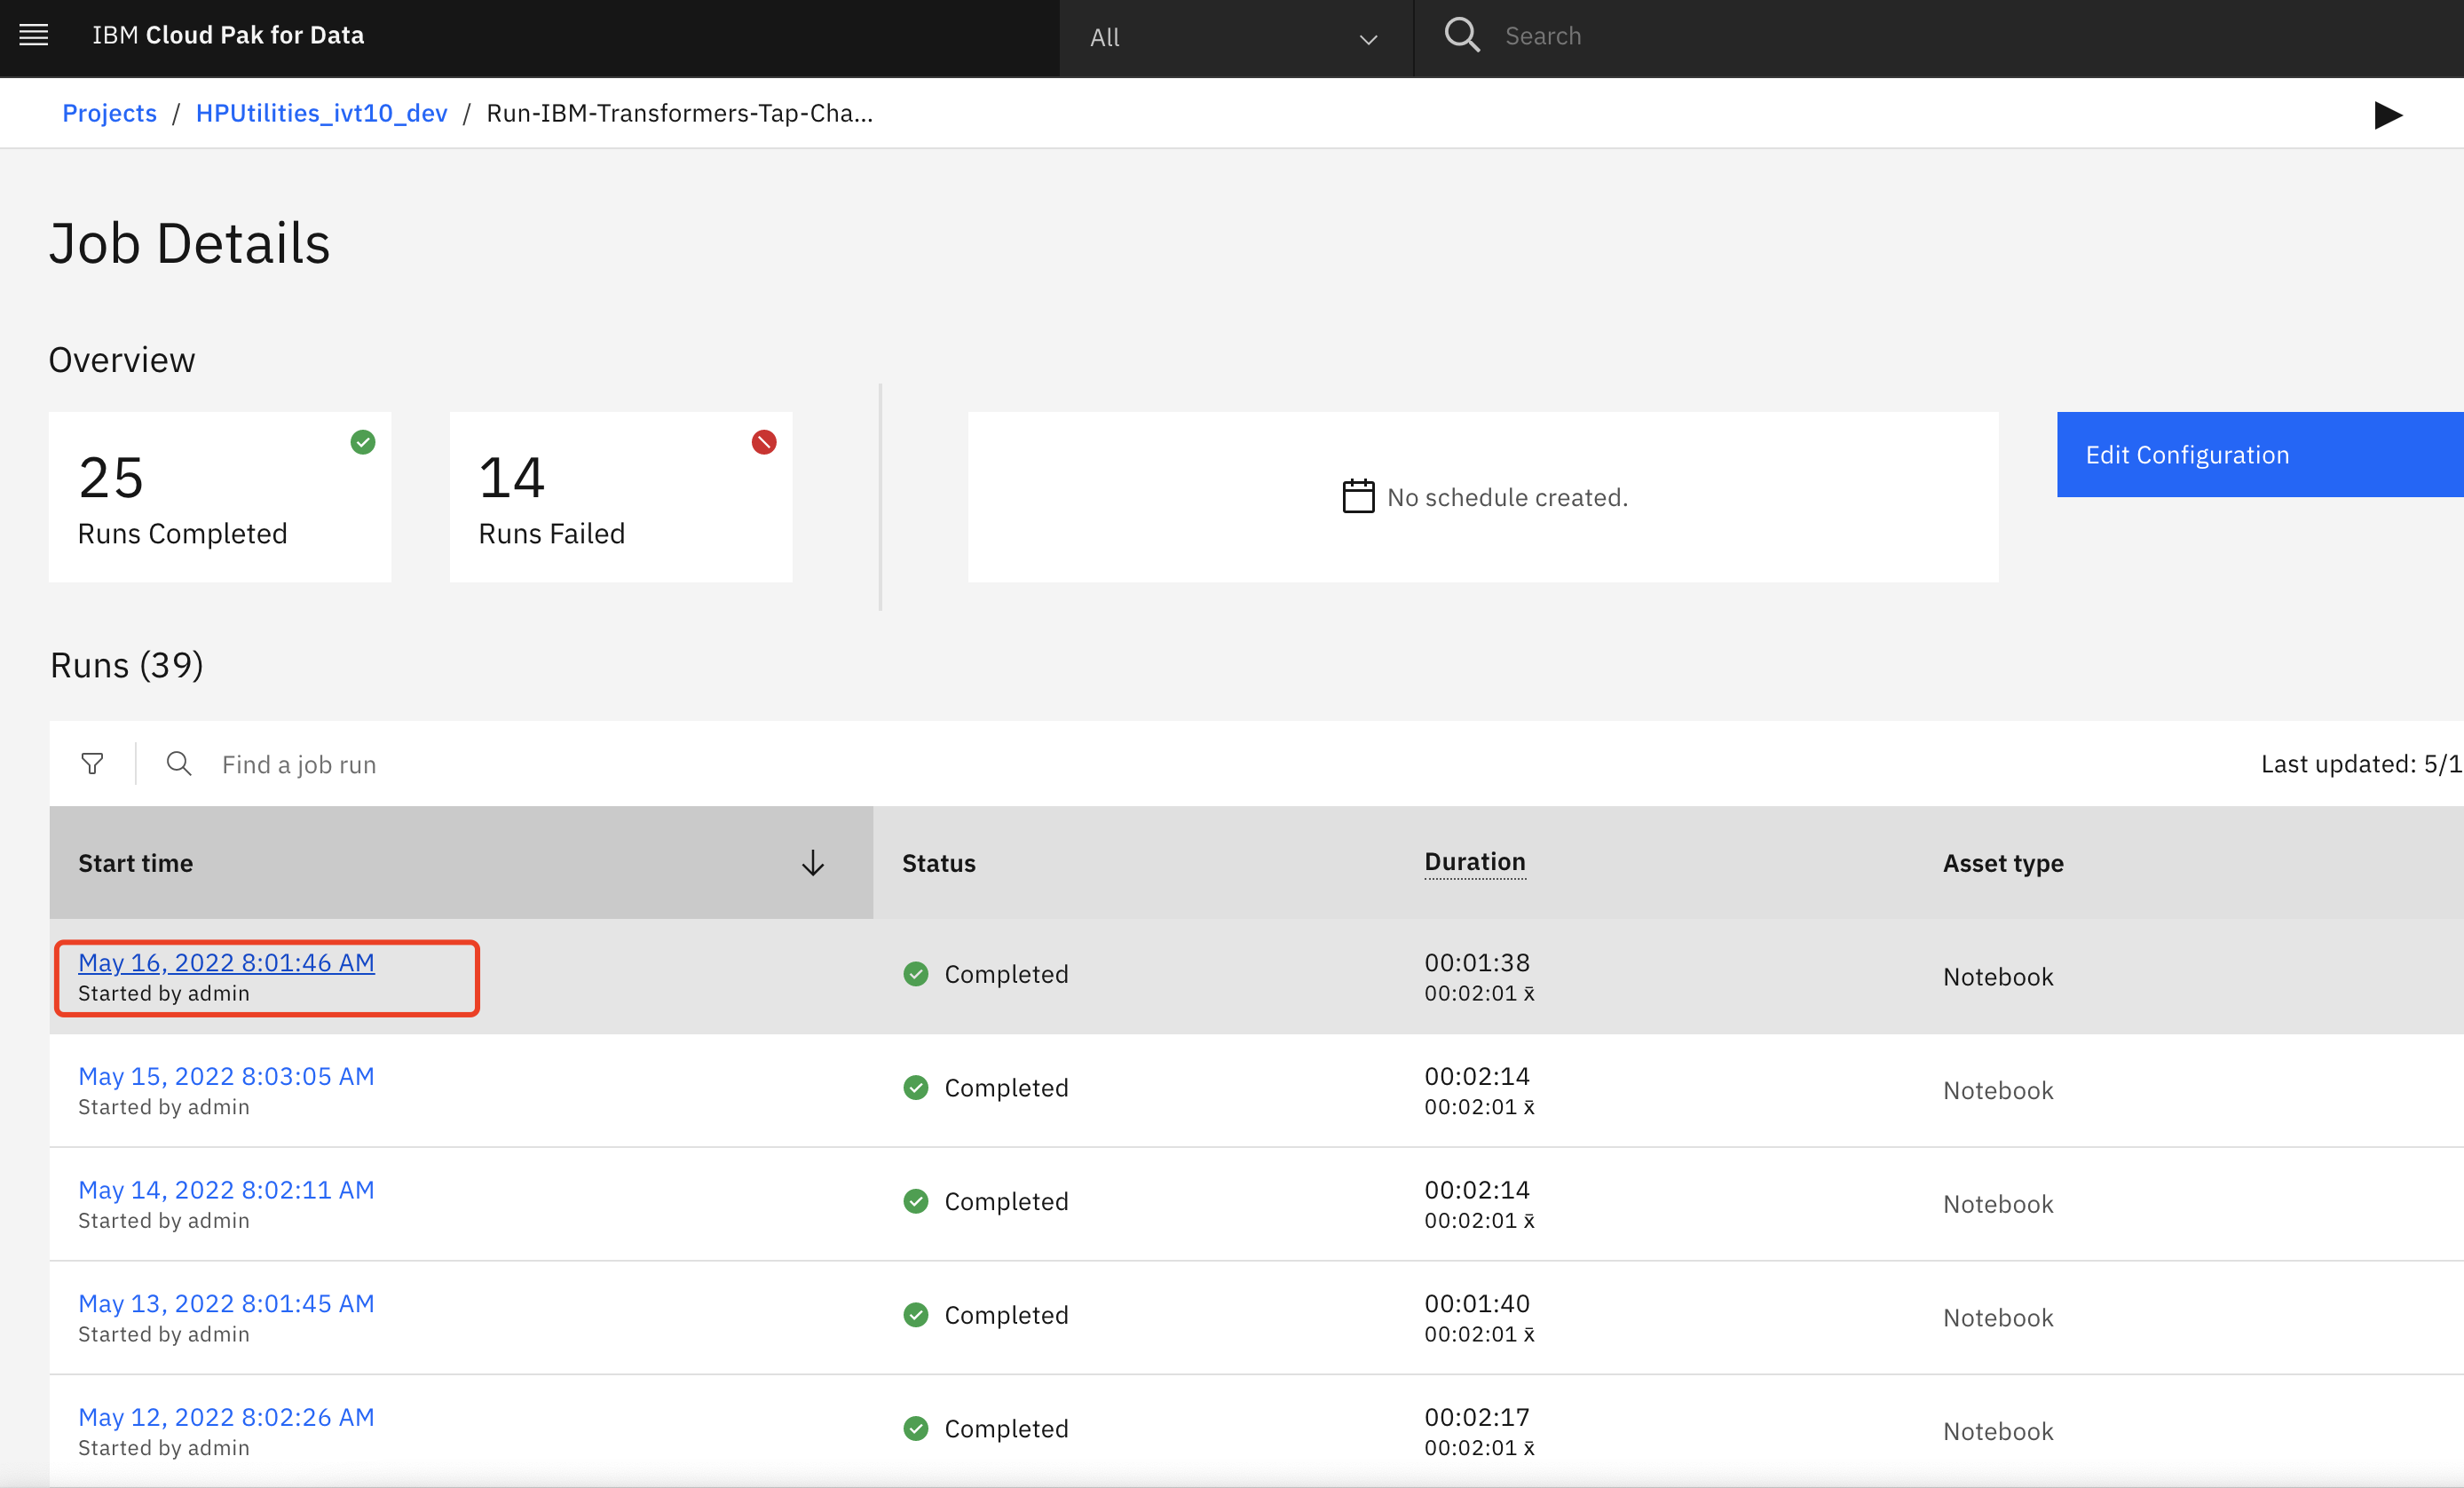 IBM Cloud Pak for Data
All
Search
Projects / HPUtilities_ivt10_dev / Run-IBM-Transformers-Tap-Cha...
Job Details
Overview
25
Runs Completed
14
Runs Failed
No schedule created.
Edit Configuration
Runs (39)
Find a job run
Last updated: 5/1
Start time
Status
Duration
Asset type
May 16, 2022 8:01:46 AM
Started by admin
Completed
00:01:38
00:02:01 x̄
Notebook
May 15, 2022 8:03:05 AM
Started by admin
Completed
00:02:14
00:02:01 x̄
Notebook
May 14, 2022 8:02:11 AM
Started by admin
Completed
00:02:14
00:02:01 x̄
Notebook
May 13, 2022 8:01:45 AM
Started by admin
Completed
00:01:40
00:02:01 x̄
Notebook
May 12, 2022 8:02:26 AM
Started by admin
Completed
00:02:17
00:02:01 x̄
Notebook